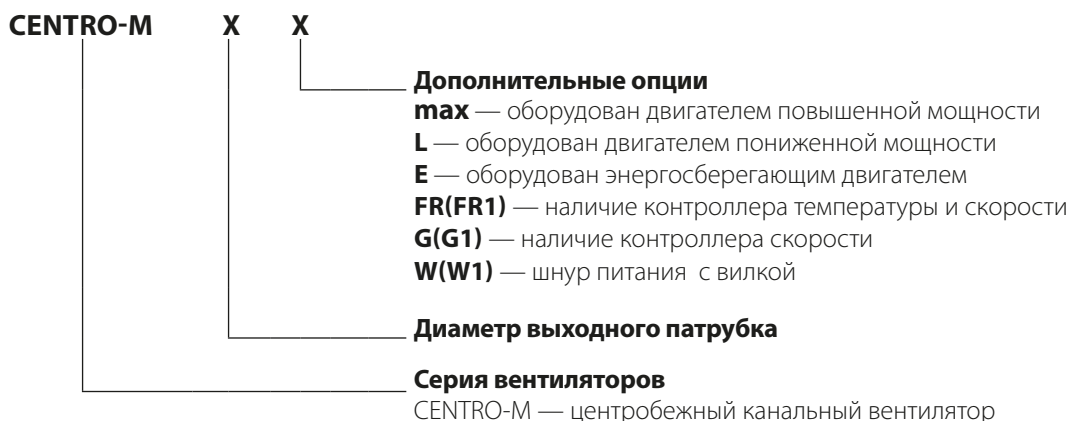 CENTRO-M X X
Дополнительные опции
max — оборудован двигателем повышенной мощности
L — оборудован двигателем пониженной мощности
E — оборудован энергосберегающим двигателем
FR(FR1) — наличие контроллера температуры и скорости
G(G1) — наличие контроллера скорости
W(W1) — шнур питания с вилкой
Диаметр выходного патрубка
Серия вентиляторов
CENTRO-M — центробежный канальный вентилятор